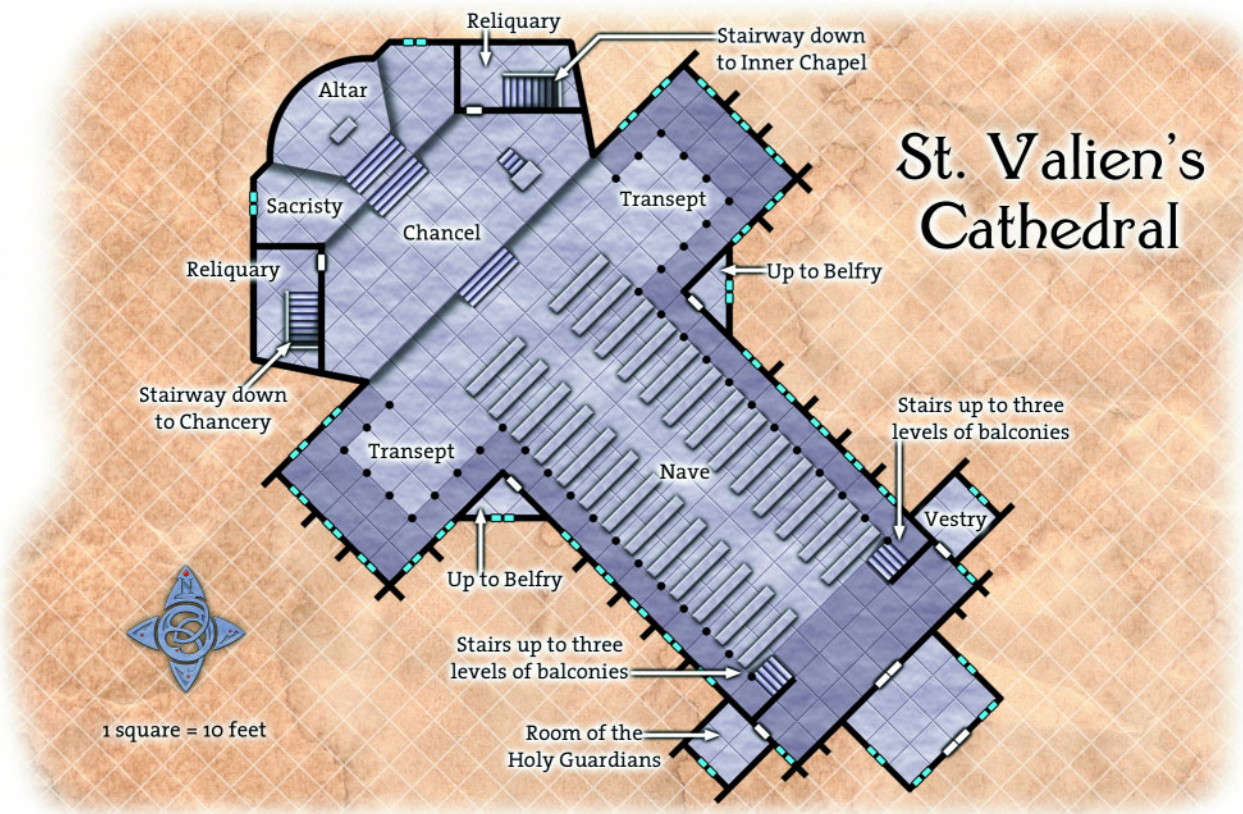 Reliquary
Stairway down
to Inner Chapel
Altar
St. Valien's
Cathedral
Transept
Sacristy
Chancel
Reliquary
Up to Belfry
Stairway down
to Chancery
Stairs up to three
levels of balconies
Transept
Nave
Vestry
Up to Belfry
N
Stairs up to three
levels of balconies
1 square = 10 feet
Room of the
Holy Guardians